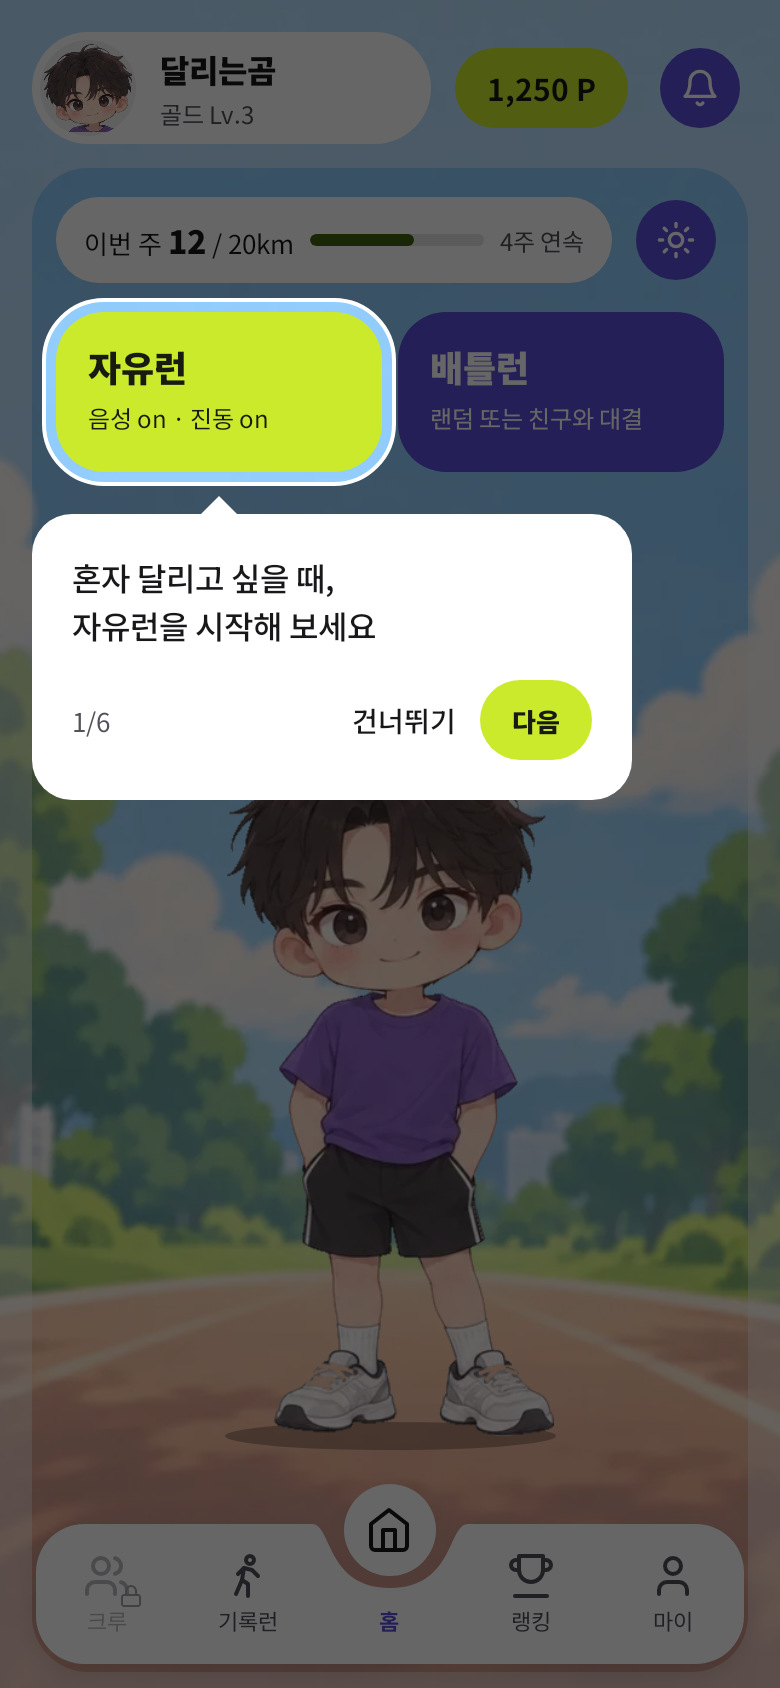 달리는곰
골드 Lv.3
1,250 P
이번 주 12 / 20km
4주 연속
자유런
음성 on · 진동 on
배틀런
랜덤 또는 친구와 대결
혼자 달리고 싶을 때,
자유런을 시작해 보세요
1/6
건너뛰기
다음
크루
기록런
홈
랭킹
마이